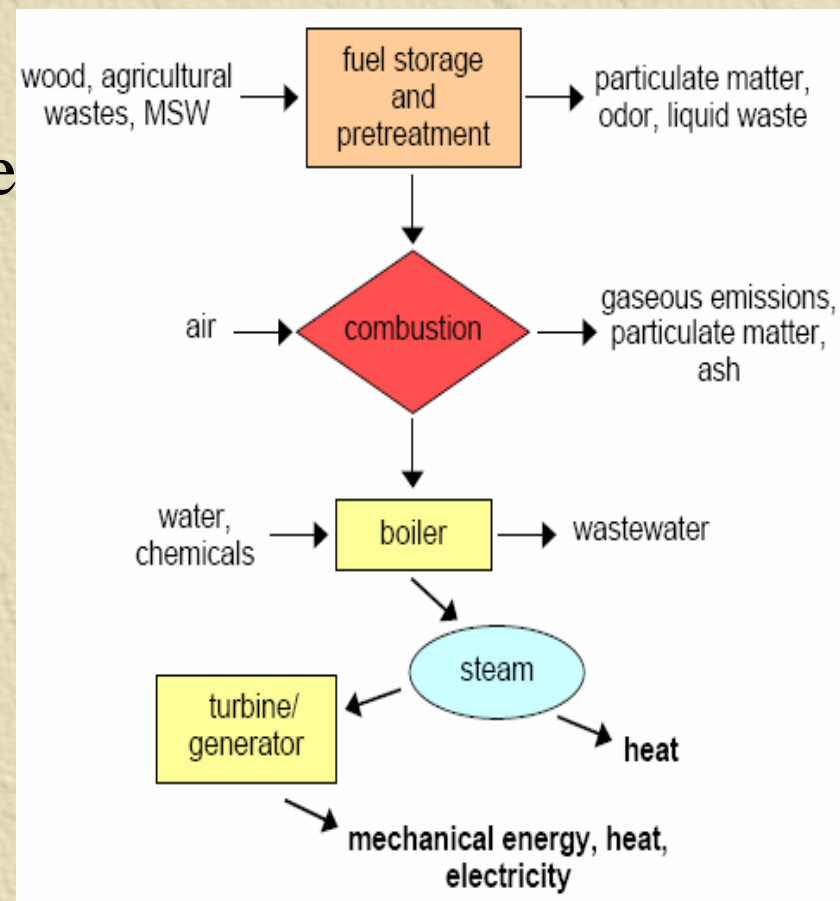 wood, agricultural
wastes, MSW
fuel storage
and
pretreatment
particulate matter,
odor, liquid waste
e
air
combustion
gaseous emissions,
particulate matter,
ash
water,
chemicals
boiler
wastewater
steam
turbine/
generator
heat
mechanical energy, heat,
electricity